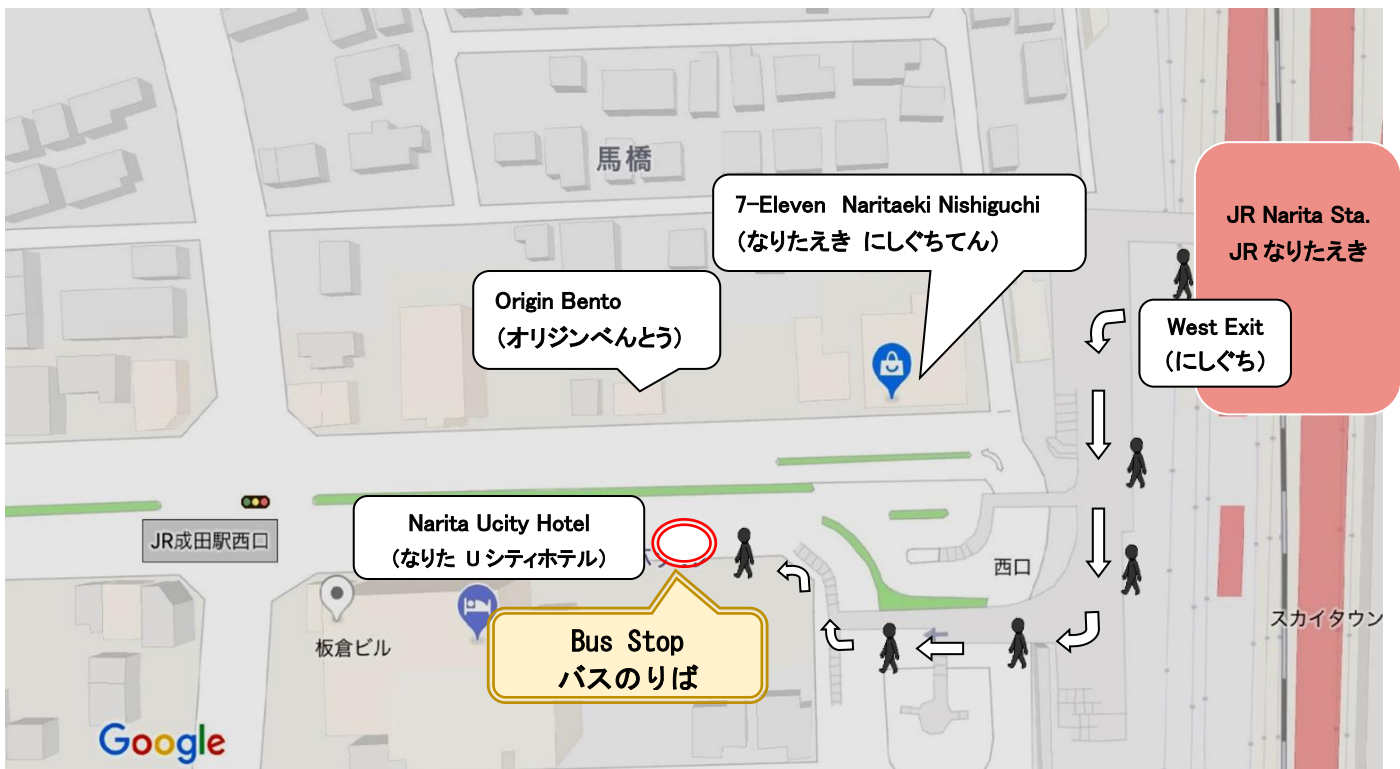 馬橋
7-Eleven Naritaeki Nishiguchi
(なりたえき にしぐちてん)
JR Narita Sta.
JR なりたえき
West Exit
(にしぐち)
Origin Bento
(オリジンべんとう)
Narita Ucity Hotel
(なりた U シティホテル)
JR成田駅西口
西口
スカイタウン
板倉ビル
Bus Stop
バスのりば
Google